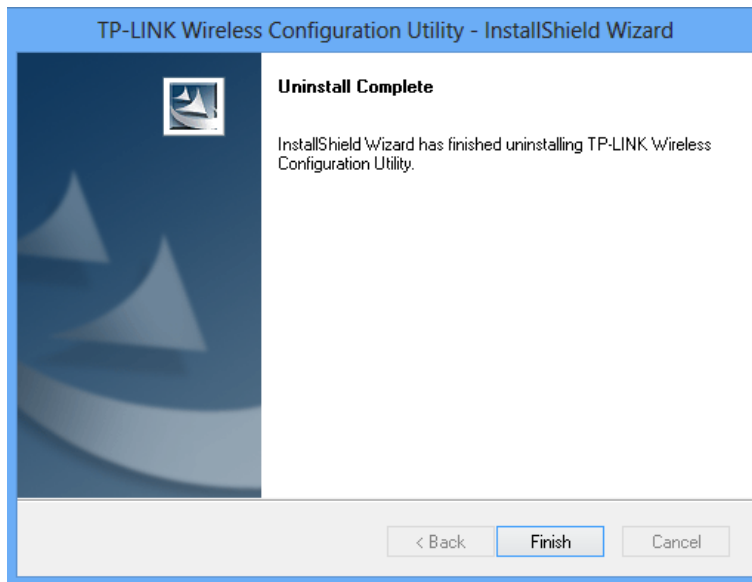 TP-LINK Wireless Configuration Utility - InstallShield Wizard
Uninstall Complete
InstallShield Wizard has finished uninstalling TP-LINK Wireless
Configuration Utility.
< Back
Finish
Cancel